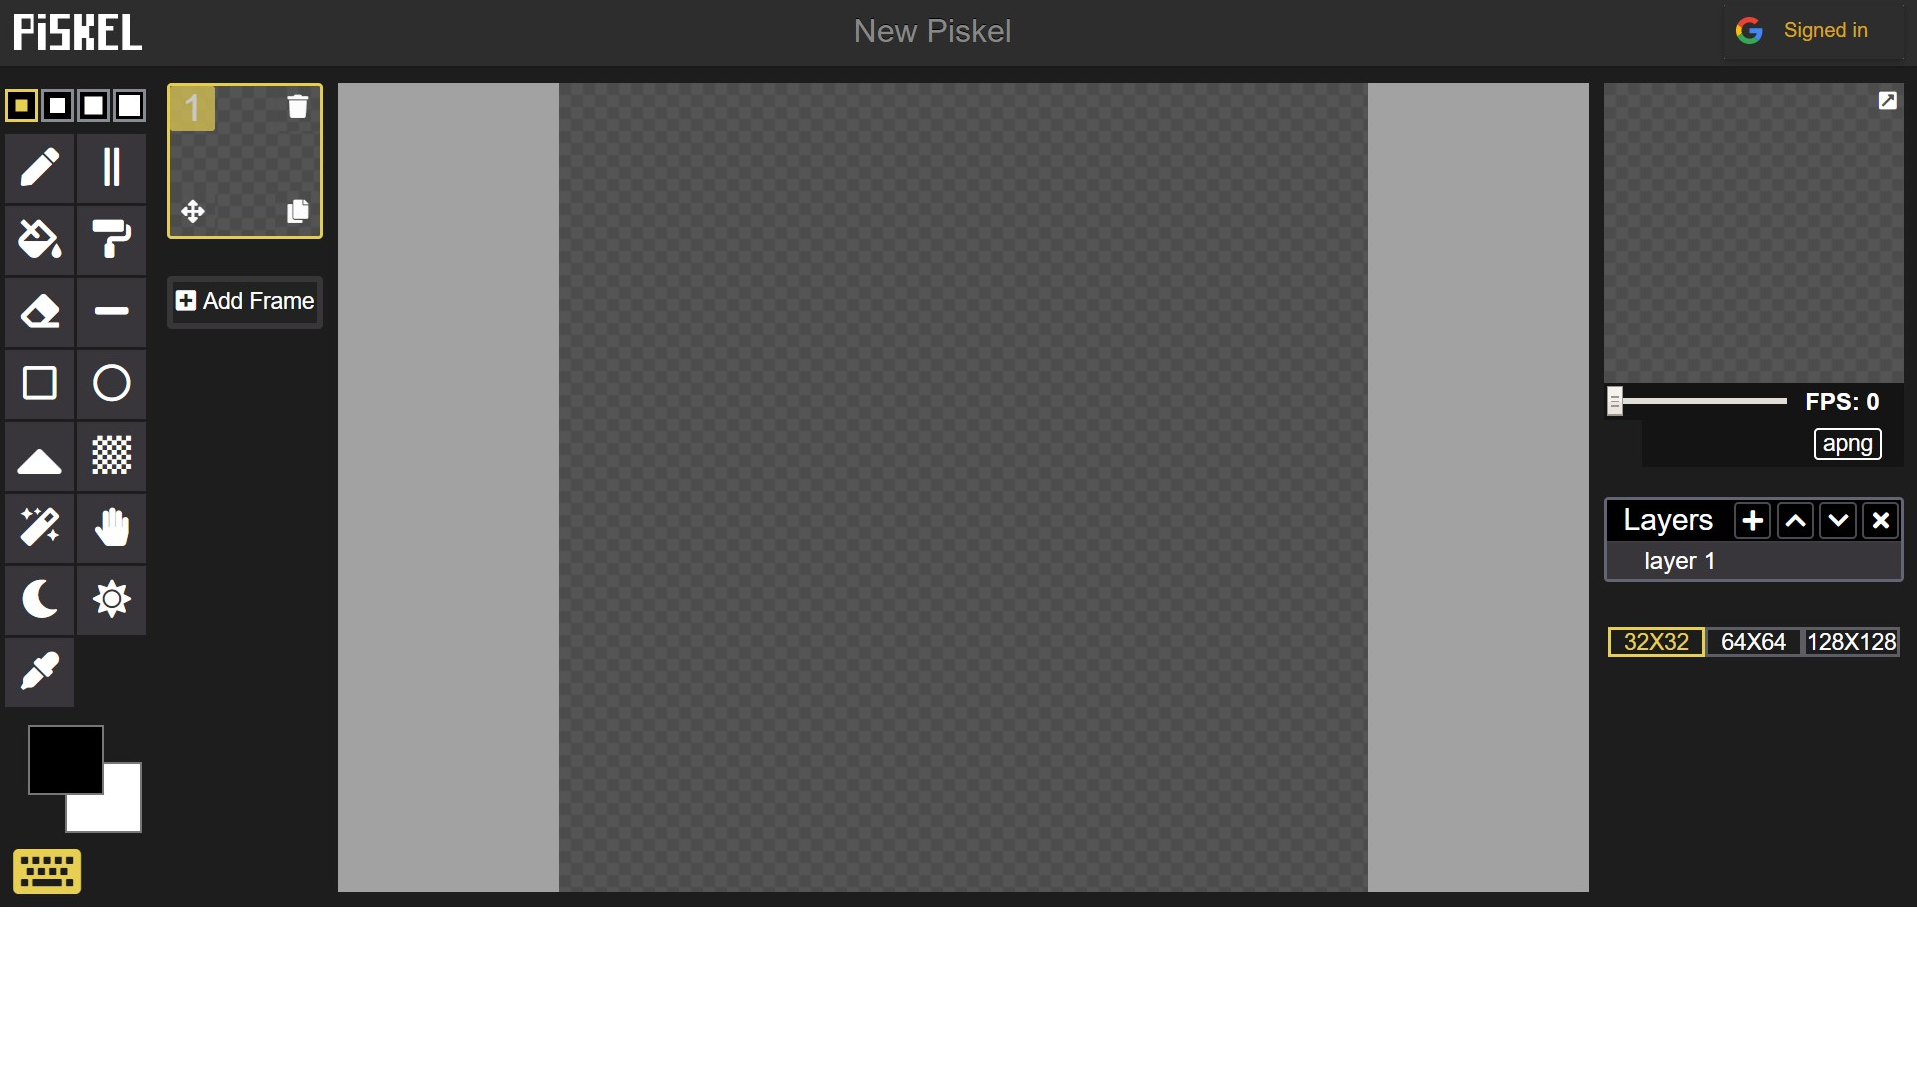 PiSKEL
New Piskel
Signed in
1
Add Frame
FPS: 0
apng
Layers
layer 1
32X32 64X64 128X128